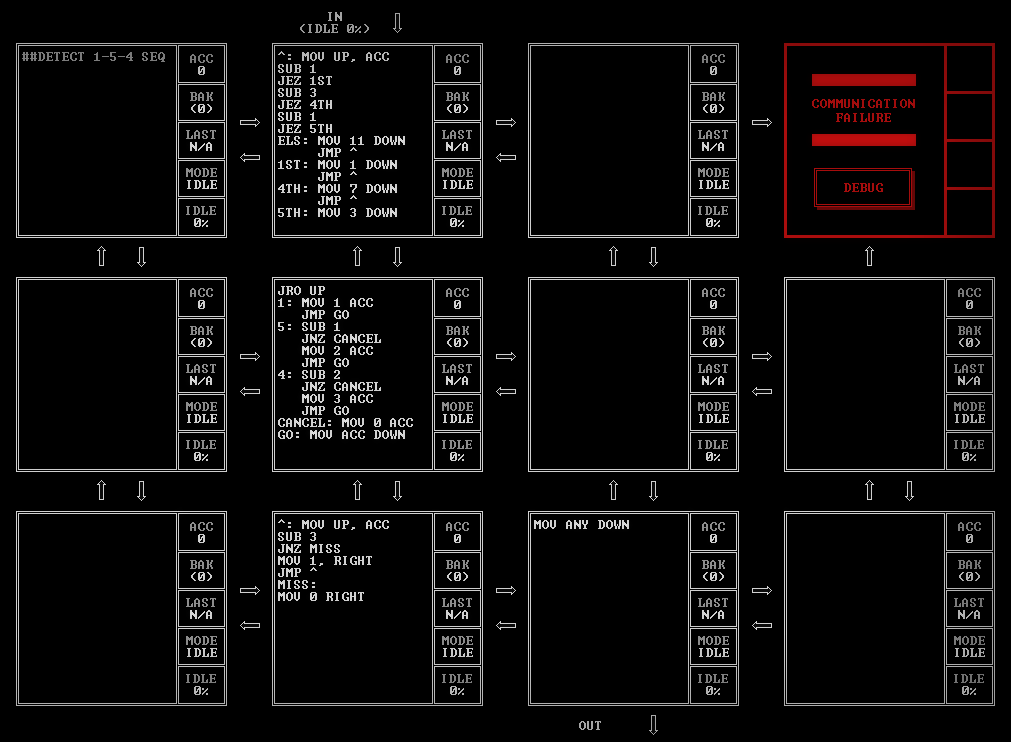 IN
(IDLE 0%)
##DETECT 1-5-4 SEQ
ACC
0
BAK
(0)
LAST
N/A
MODE
IDLE
IDLE
0%
^: MOV UP, ACC
SUB 1
JEZ 1ST
SUB 3
JEZ 4TH
SUB 1
JEZ 5TH
ELS: MOV 11 DOWN
JMP ^
1ST: MOV 1 DOWN
JMP ^
4TH: MOV 7 DOWN
JMP ^
5TH: MOV 3 DOWN
ACC
0
BAK
(0)
LAST
N/A
MODE
IDLE
IDLE
0%
ACC
0
BAK
(0)
LAST
N/A
MODE
IDLE
IDLE
0%
COMMUNICATION
FAILURE
DEBUG
ACC
0
BAK
(0)
LAST
N/A
MODE
IDLE
IDLE
0%
JRO UP
1: MOV 1 ACC
JMP GO
5: SUB 1
JNZ CANCEL
MOV 2 ACC
JMP GO
4: SUB 2
JNZ CANCEL
MOV 3 ACC
JMP GO
CANCEL: MOV 0 ACC
GO: MOV ACC DOWN
ACC
0
BAK
(0)
LAST
N/A
MODE
IDLE
IDLE
0%
ACC
0
BAK
(0)
LAST
N/A
MODE
IDLE
IDLE
0%
ACC
0
BAK
(0)
LAST
N/A
MODE
IDLE
IDLE
0%
ACC
0
BAK
(0)
LAST
N/A
MODE
IDLE
IDLE
0%
^: MOV UP, ACC
SUB 3
JNZ MISS
MOV 1, RIGHT
JMP ^
MISS:
MOV 0 RIGHT
ACC
0
BAK
(0)
LAST
N/A
MODE
IDLE
IDLE
0%
MOV ANY DOWN
ACC
0
BAK
(0)
LAST
N/A
MODE
IDLE
IDLE
0%
ACC
0
BAK
(0)
LAST
N/A
MODE
IDLE
IDLE
0%
OUT